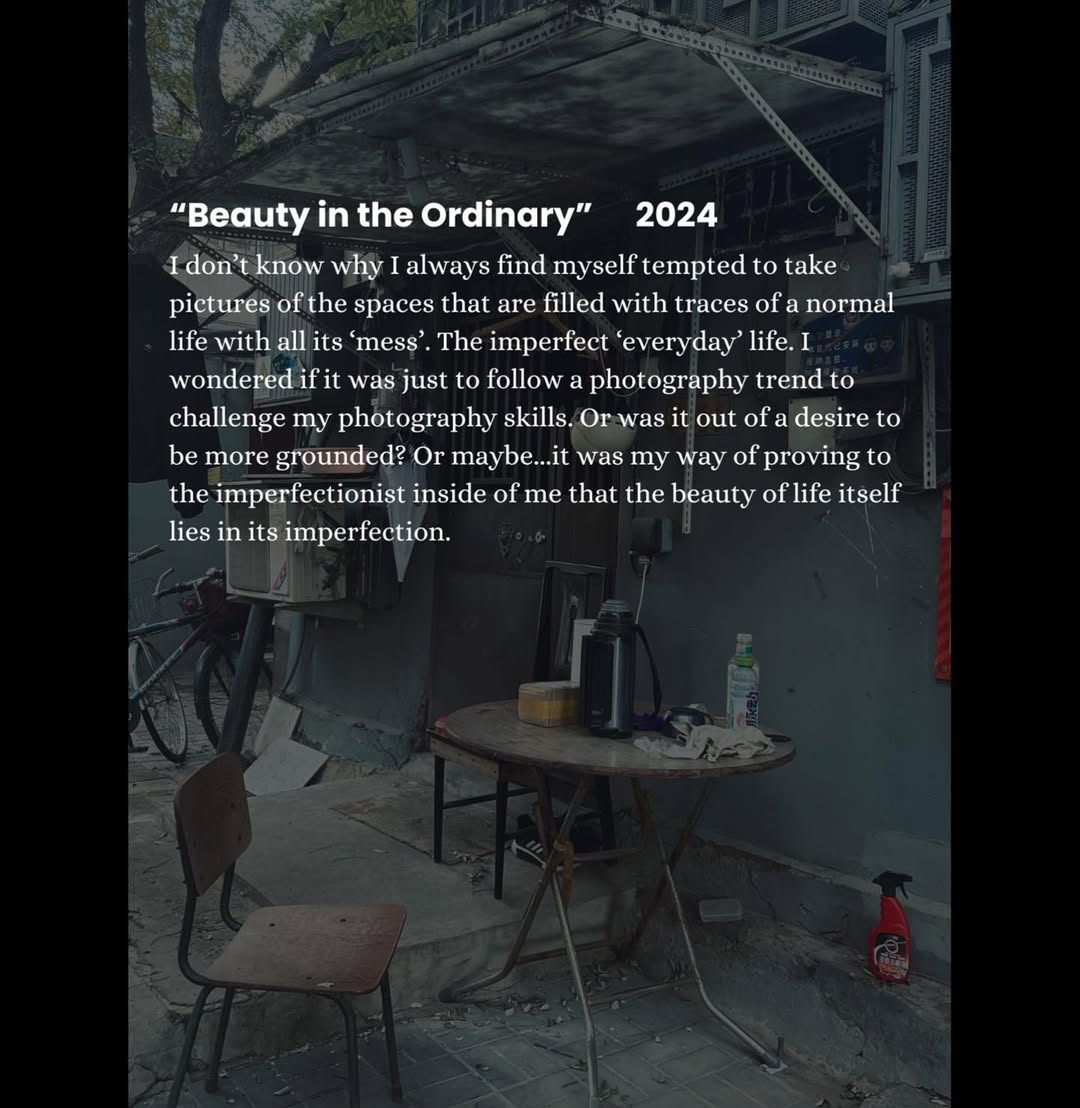 “Beauty in the Ordinary” 2024
I don’t know why I always find myself tempted to take
pictures of the spaces that are filled with traces of a normal
life with all its ‘mess’. The imperfect ‘everyday’ life. I
wondered if it was just to follow a photography trend to
challenge my photography skills. Or was it out of a desire to
be more grounded? Or maybe...it was my way of proving to
the imperfectionist inside of me that the beauty of life itself
lies in its imperfection.